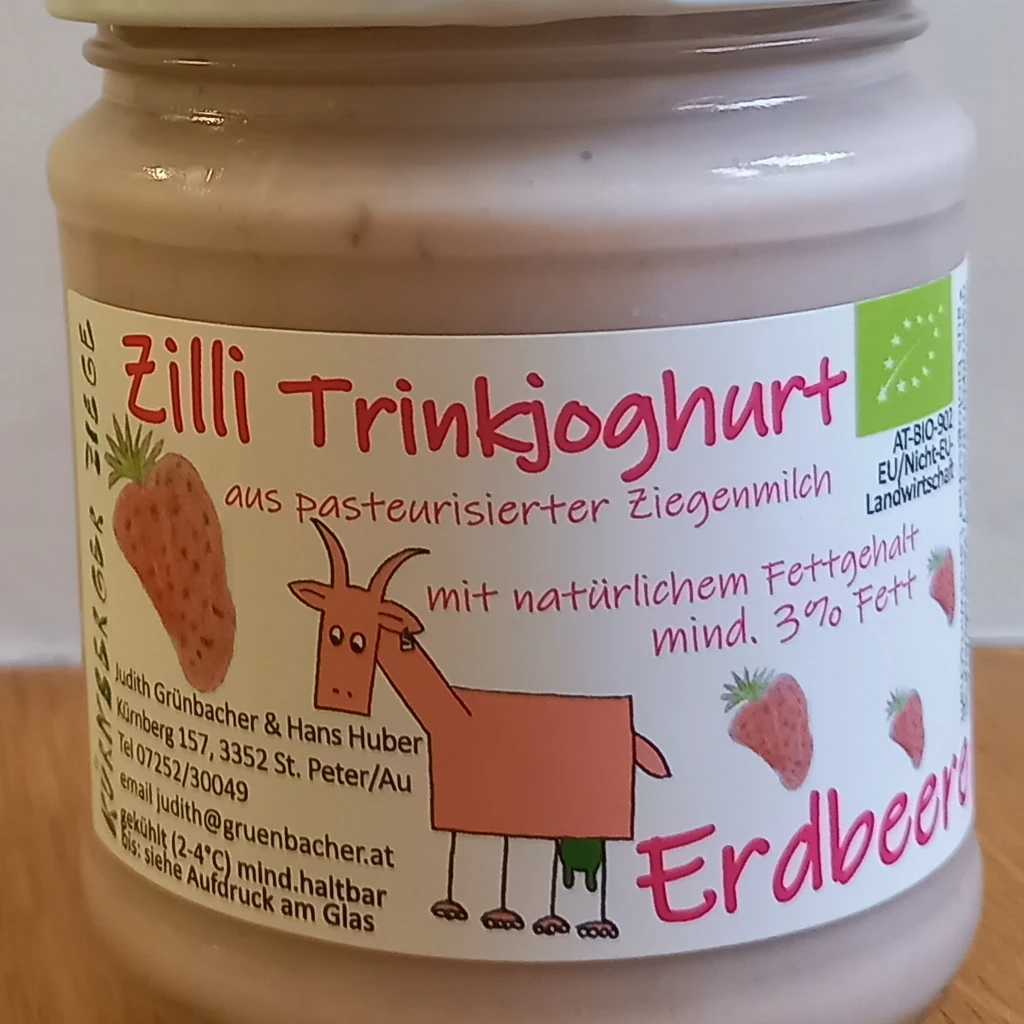 KÜRNBERGER ZIEGE
Zilli Trinkjoghurt
aus pasteurisierter Ziegenmilch
mit natürlichem Fettgehalt
mind. 3% Fett
AT-BIO-902
EU/Nicht-EU-
Landwirtschaft
Judith Grünbacher & Hans Huber
Kürnberg 157, 3352 St. Peter/Au
Tel 07252/30049
email judith@gruenbacher.at
gekühlt (2-4°C) mind.haltbar
bis: siehe Aufdruck am Glas
Erdbeere